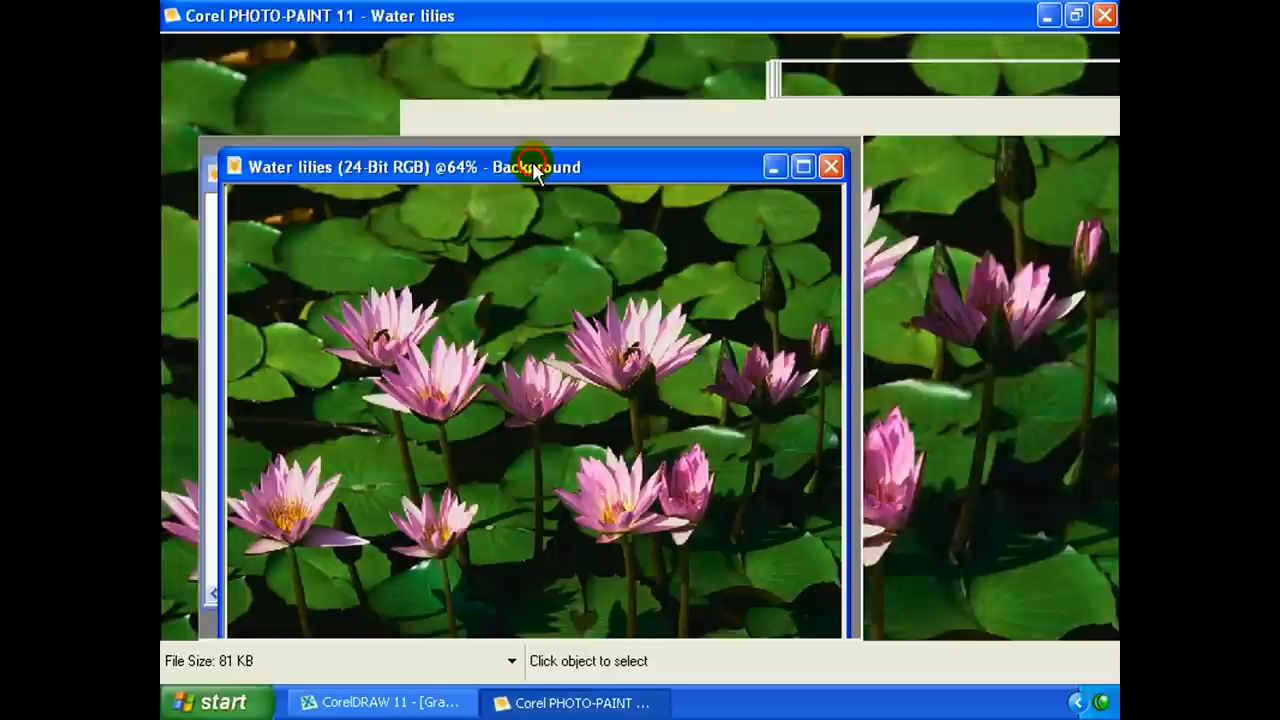 Corel PHOTO-PAINT 11 - Water lilies
Water lilies (24-Bit RGB) @64% - Background
File Size: 81 KB
Click object to select
start
CorelDRAW 11 - [Gra...
Corel PHOTO-PAINT ...